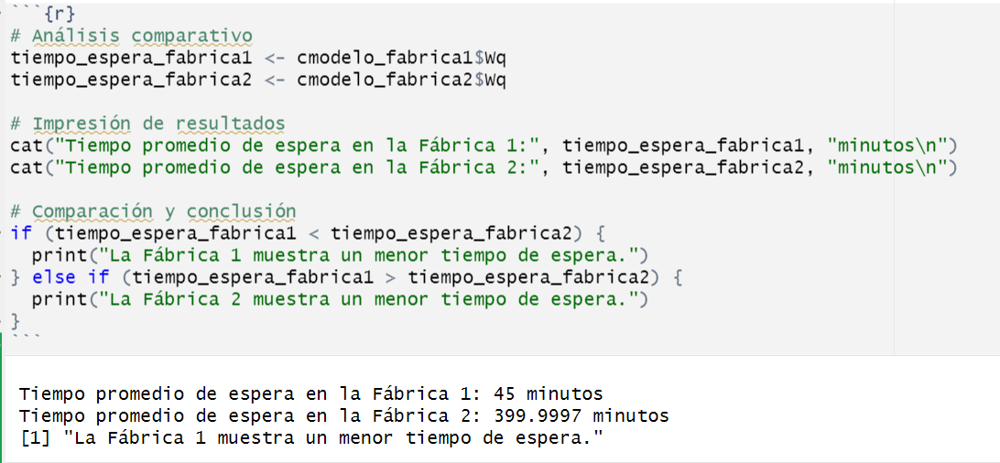 ```{r}
# Análisis comparativo
tiempo_espera_fabrica1 <- cmodelo_fabrica1$Wq
tiempo_espera_fabrica2 <- cmodelo_fabrica2$Wq

# Impresión de resultados
cat("Tiempo promedio de espera en la Fábrica 1:", tiempo_espera_fabrica1, "minutos\n")
cat("Tiempo promedio de espera en la Fábrica 2:", tiempo_espera_fabrica2, "minutos\n")

# Comparación y conclusión
if (tiempo_espera_fabrica1 < tiempo_espera_fabrica2) {
  print("La Fábrica 1 muestra un menor tiempo de espera.")
} else if (tiempo_espera_fabrica1 > tiempo_espera_fabrica2) {
  print("La Fábrica 2 muestra un menor tiempo de espera.")
}
```
Tiempo promedio de espera en la Fábrica 1: 45 minutos
Tiempo promedio de espera en la Fábrica 2: 399.9997 minutos
[1] "La Fábrica 1 muestra un menor tiempo de espera."